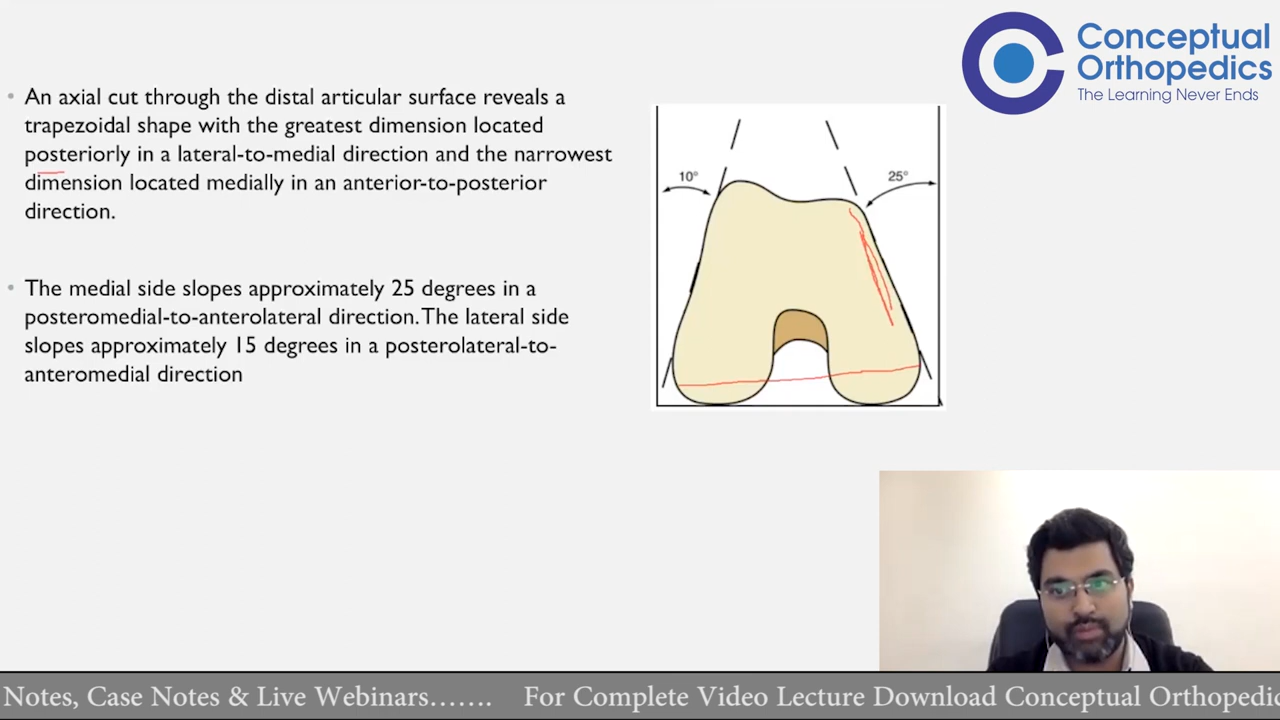 Conceptual
Orthopedics
The Learning Never Ends
• An axial cut through the distal articular surface reveals a
trapezoidal shape with the greatest dimension located
posteriorly in a lateral-to-medial direction and the narrowest
dimension located medially in an anterior-to-posterior
direction.
• The medial side slopes approximately 25 degrees in a
posteromedial-to-anterolateral direction. The lateral side
slopes approximately 15 degrees in a posterolateral-to-
anteromedial direction
10°
25°
Notes, Case Notes & Live Webinars....... For Complete Video Lecture Download Conceptual Orthopedic